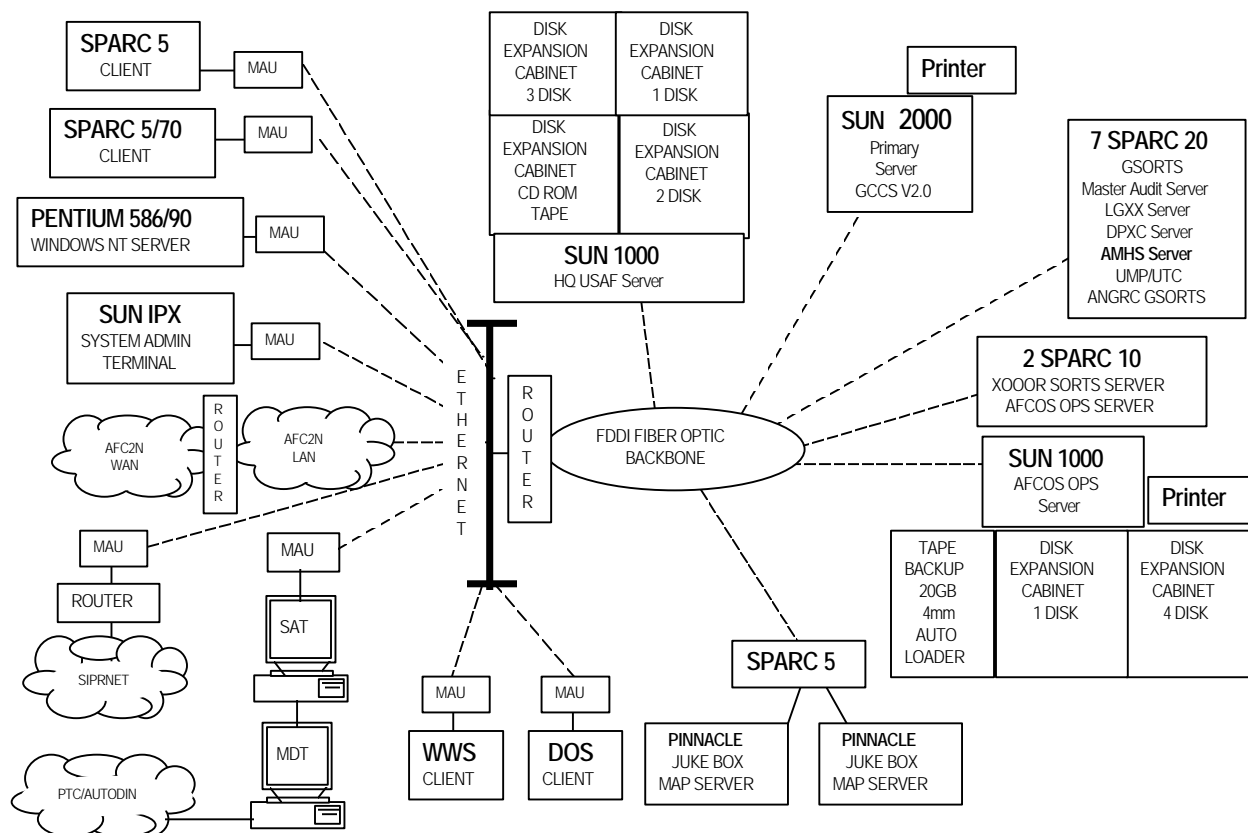 SPARC 5
CLIENT
MAU
SPARC 5/70
CLIENT
MAU
PENTIUM 586/90
WINDOWS NT SERVER
MAU
SUN IPX
SYSTEM ADMIN
TERMINAL
MAU
AFC2N
WAN
ROUTER
AFC2N
LAN
MAU
ROUTER
SIPRNET
MAU
SAT
MDT
PTC/AUTODIN
ETHERNET
ROUTER
MAU
WWS
CLIENT
MAU
DOS
CLIENT
DISK
EXPANSION
CABINET
3 DISK
DISK
EXPANSION
CABINET
1 DISK
DISK
EXPANSION
CABINET
CD ROM
TAPE
DISK
EXPANSION
CABINET
2 DISK
SUN 1000
HQ USAF Server
FDDI FIBER OPTIC
BACKBONE
Printer
SUN 2000
Primary
Server
GCCS V2.0
7 SPARC 20
GSORTS
Master Audit Server
LGXX Server
DPXC Server
AMHS Server
UMP/UTC
ANGRC GSORTS
2 SPARC 10
XOOOR SORTS SERVER
AFCOS OPS SERVER
SUN 1000
AFCOS OPS
Server
Printer
TAPE
BACKUP
20GB
4mm
AUTO
LOADER
DISK
EXPANSION
CABINET
1 DISK
DISK
EXPANSION
CABINET
4 DISK
SPARC 5
PINNACLE
JUKE BOX
MAP SERVER
PINNACLE
JUKE BOX
MAP SERVER